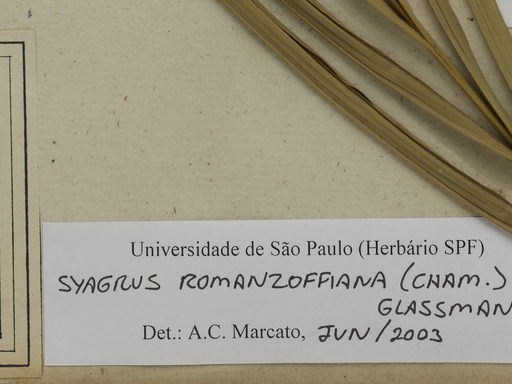 Universidade de São Paulo (Herbário SPF)
SYAGRUS ROMANZOFFIANA (CHAM.)
GLASSMAN
Det.: A.C. Marcato, JUN/2003